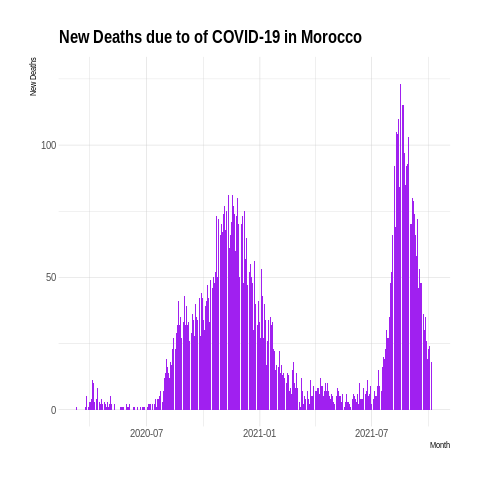 New Deaths due to of COVID-19 in Morocco
New Deaths
100
50
0
2020-07 2021-01 2021-07
Month